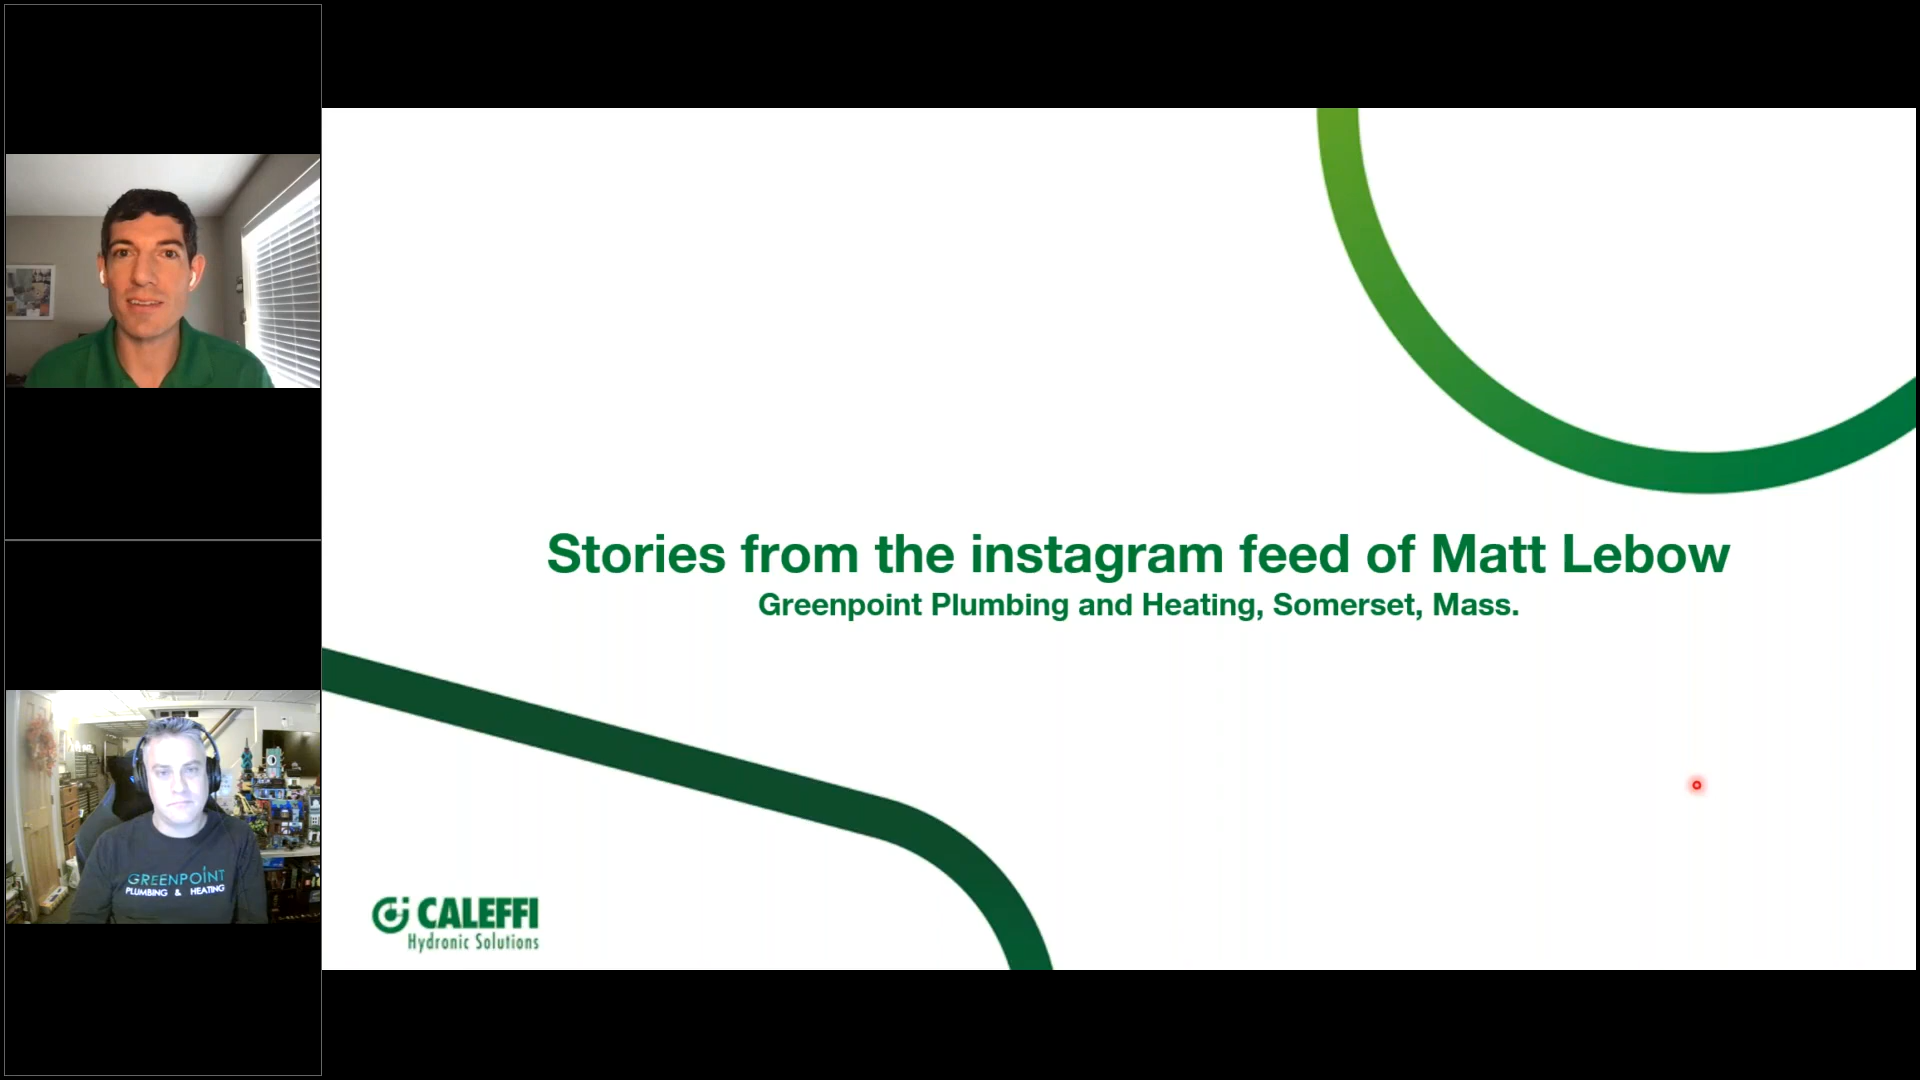 Stories from the instagram feed of Matt Lebow
Greenpoint Plumbing and Heating, Somerset, Mass.
GREENPOINT
PLUMBING & HEATING
CALEFFI
Hydronic Solutions